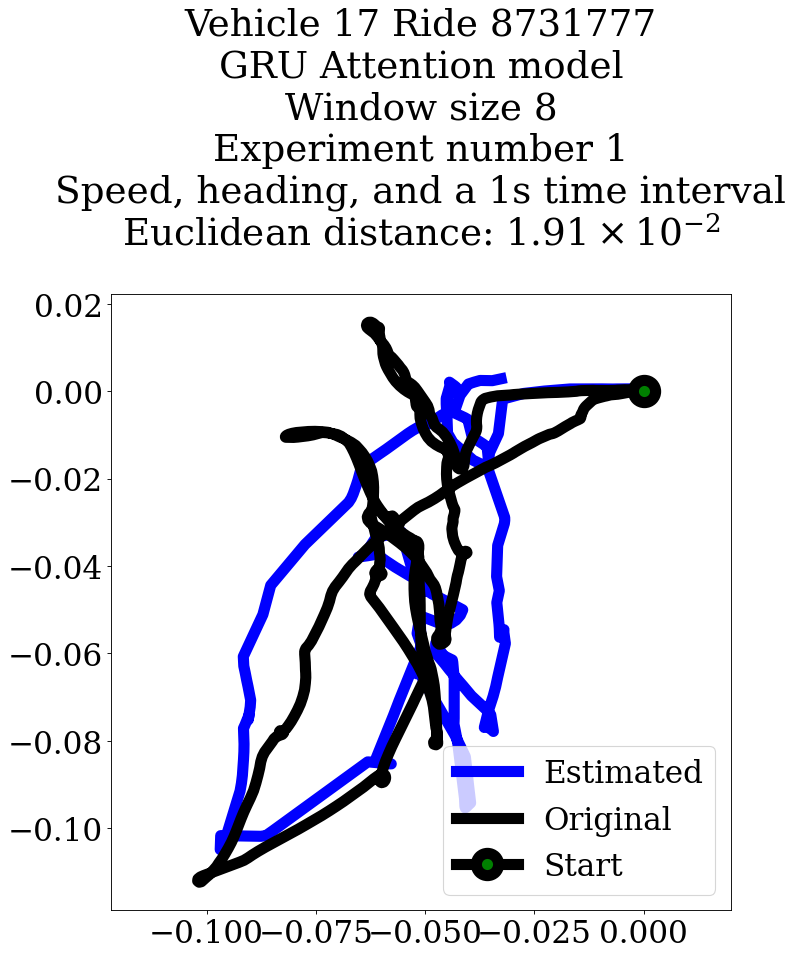 Vehicle 17 Ride 8731777
GRU Attention model
Window size 8
Experiment number 1
Speed, heading, and a 1s time interval
Euclidean distance: 1.91 × 10⁻²
0.02
0.00
−0.02
−0.04
−0.06
−0.08
−0.10
Estimated
Original
Start
−0.100 −0.075 −0.050 −0.025 0.000